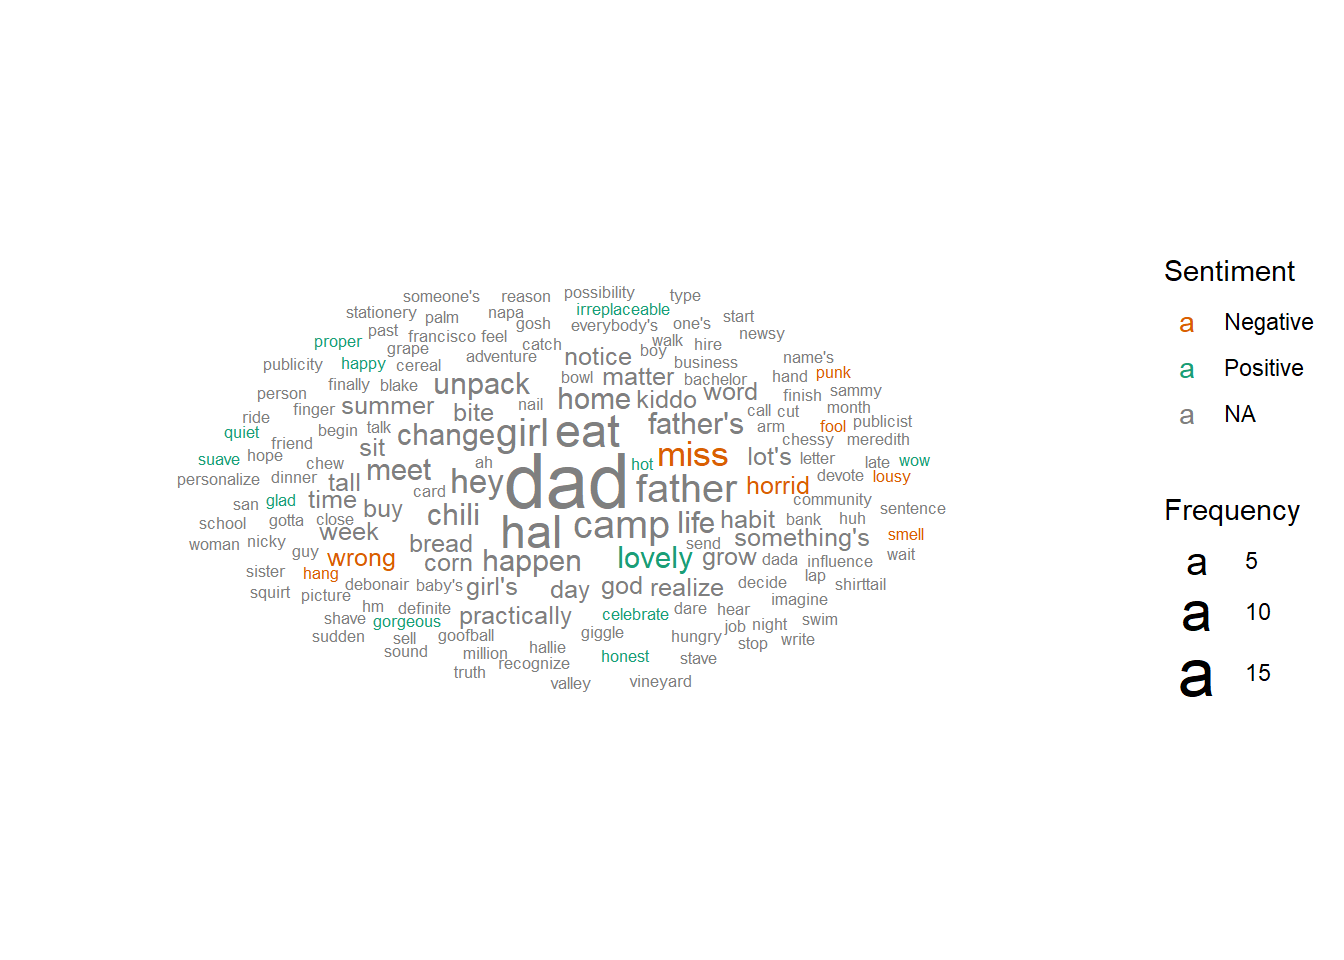 someone's reason possibility type
stationery palm napa irreplaceable
gosh everybody's one's start
past francisco feel walk newsy
proper grape catch boy hire
publicity happy cereal adventure notice business name's
finally blake unpack bowl matter bachelor hand punk
person summer nail home kiddo word finish sammy
ride finger bite father's call cut month
quiet begin talk change girl eat arm fool publicist
friend sit miss lot's chessy meredith
suave hope chew meet ah hot letter late wow
personalize dinner tall hey dad father horrid devote lousy
san glad time card community
school gotta close buy chili camp life habit bank huh sentence
woman nicky week bread hal send something's smell
guy wrong corn happen lovely grow dada influence wait
sister hang debonair baby's girl's day god realize decide lap shirttail
squirt picture hm definite imagine
shave gorgeous practically celebrate dare hear swim
sudden sell goofball giggle hungry job night write
sound million hallie honest stave stop
truth recognize
valley vineyard
Sentiment
a Negative
a Positive
a NA
Frequency
a 5
a 10
a 15